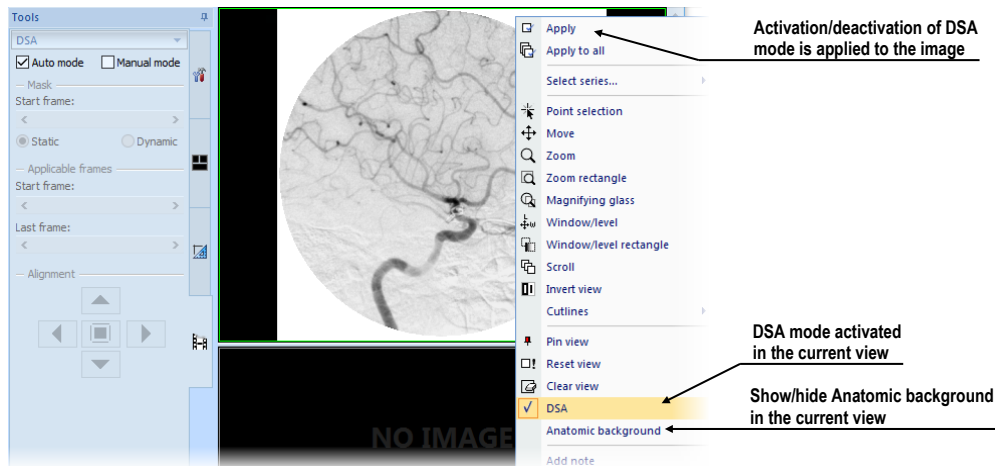 Tools
DSA
Auto mode
Manual mode
Mask
Start frame:
Static
Dynamic
Applicable frames
Start frame:
Last frame:
Alignment
NO IMAGE
Apply
Apply to all
Select series...
Point selection
Move
Zoom
Zoom rectangle
Magnifying glass
Window/level
Window/level rectangle
Scroll
Invert view
Cutlines
Pin view
Reset view
Clear view
DSA
Anatomic background
Add note
Activation/deactivation of DSA
mode is applied to the image
DSA mode activated
in the current view
Show/hide Anatomic background
in the current view